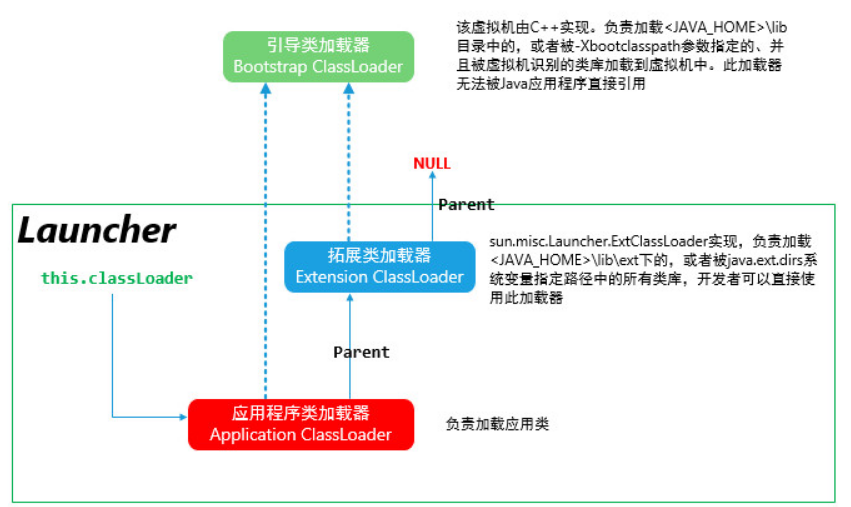 引导类加载器
Bootstrap ClassLoader
该虚拟机由C++实现。负责加载<JAVA_HOME>\lib
目录中的，或者被-Xbootclasspath参数指定的、并
且被虚拟机识别的类库加载到虚拟机中。此加载器
无法被Java应用程序直接引用
NULL
Parent
Launcher
this.classLoader
拓展类加载器
Extension ClassLoader
sun.misc.Launcher.ExtClassLoader实现，负责加载
<JAVA_HOME>\lib\ext下的，或者被java.ext.dirs系
统变量指定路径中的所有类库，开发者可以直接使
用此加载器
Parent
应用程序类加载器
Application ClassLoader
负责加载应用类